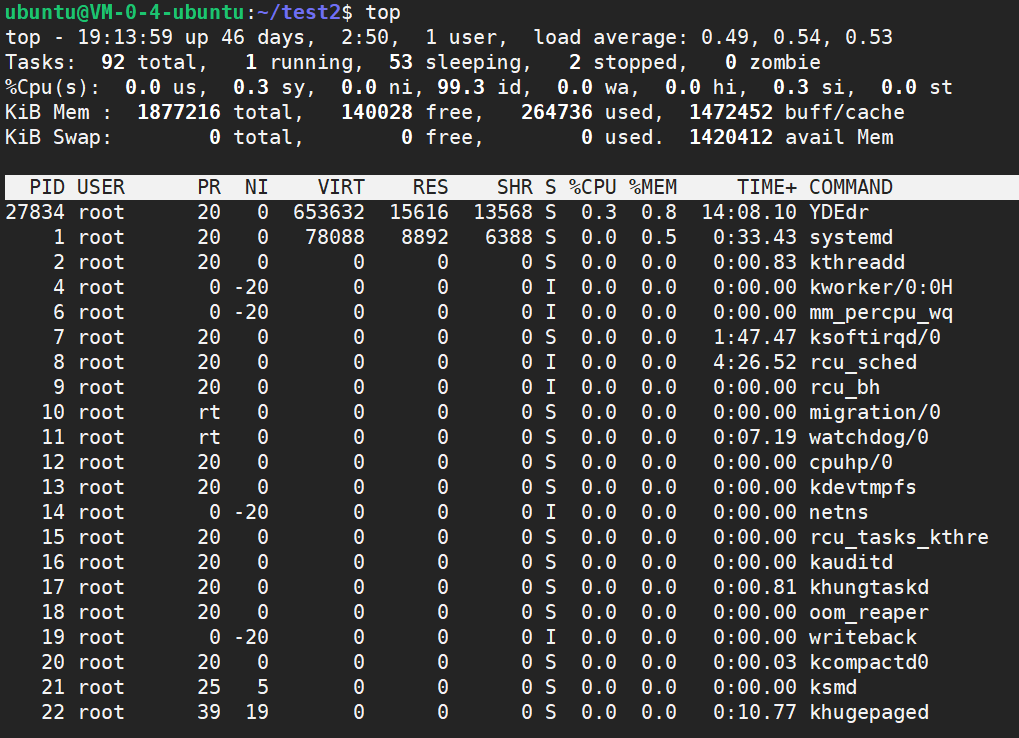 ubuntu@VM-0-4-ubuntu:~/test2$ top
top - 19:13:59 up 46 days,  2:50,  1 user,  load average: 0.49, 0.54, 0.53
Tasks:  92 total,   1 running,  53 sleeping,   2 stopped,   0 zombie
%Cpu(s):  0.0 us,  0.3 sy,  0.0 ni, 99.3 id,  0.0 wa,  0.0 hi,  0.3 si,  0.0 st
KiB Mem :  1877216 total,   140028 free,   264736 used,  1472452 buff/cache
KiB Swap:        0 total,        0 free,        0 used.  1420412 avail Mem
  PID USER      PR  NI    VIRT    RES    SHR S %CPU %MEM     TIME+ COMMAND
27834 root      20   0  653632  15616  13568 S  0.3  0.8  14:08.10 YDEdr
    1 root      20   0   78088   8892   6388 S  0.0  0.5   0:33.43 systemd
    2 root      20   0       0      0      0 S  0.0  0.0   0:00.83 kthreadd
    4 root       0 -20       0      0      0 I  0.0  0.0   0:00.00 kworker/0:0H
    6 root       0 -20       0      0      0 I  0.0  0.0   0:00.00 mm_percpu_wq
    7 root      20   0       0      0      0 S  0.0  0.0   1:47.47 ksoftirqd/0
    8 root      20   0       0      0      0 I  0.0  0.0   4:26.52 rcu_sched
    9 root      20   0       0      0      0 I  0.0  0.0   0:00.00 rcu_bh
   10 root      rt   0       0      0      0 S  0.0  0.0   0:00.00 migration/0
   11 root      rt   0       0      0      0 S  0.0  0.0   0:07.19 watchdog/0
   12 root      20   0       0      0      0 S  0.0  0.0   0:00.00 cpuhp/0
   13 root      20   0       0      0      0 S  0.0  0.0   0:00.00 kdevtmpfs
   14 root       0 -20       0      0      0 I  0.0  0.0   0:00.00 netns
   15 root      20   0       0      0      0 S  0.0  0.0   0:00.00 rcu_tasks_kthre
   16 root      20   0       0      0      0 S  0.0  0.0   0:00.00 kauditd
   17 root      20   0       0      0      0 S  0.0  0.0   0:00.81 khungtaskd
   18 root      20   0       0      0      0 S  0.0  0.0   0:00.00 oom_reaper
   19 root       0 -20       0      0      0 I  0.0  0.0   0:00.00 writeback
   20 root      20   0       0      0      0 S  0.0  0.0   0:00.03 kcompactd0
   21 root      25   5       0      0      0 S  0.0  0.0   0:00.00 ksmd
   22 root      39  19       0      0      0 S  0.0  0.0   0:10.77 khugepaged